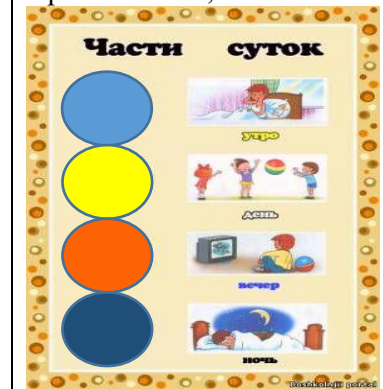 Части суток
утро
день
вечер
ночь